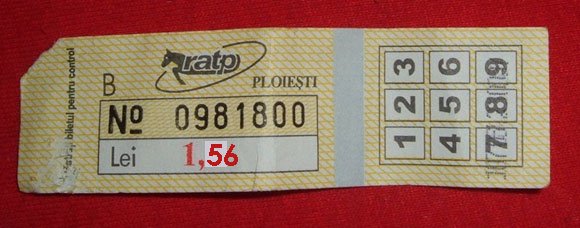 ratp
B PLOIEŞTI
№ 0981800
Lei 1,56
biletul pentru control
3 6 9
2 5 8
1 4 7